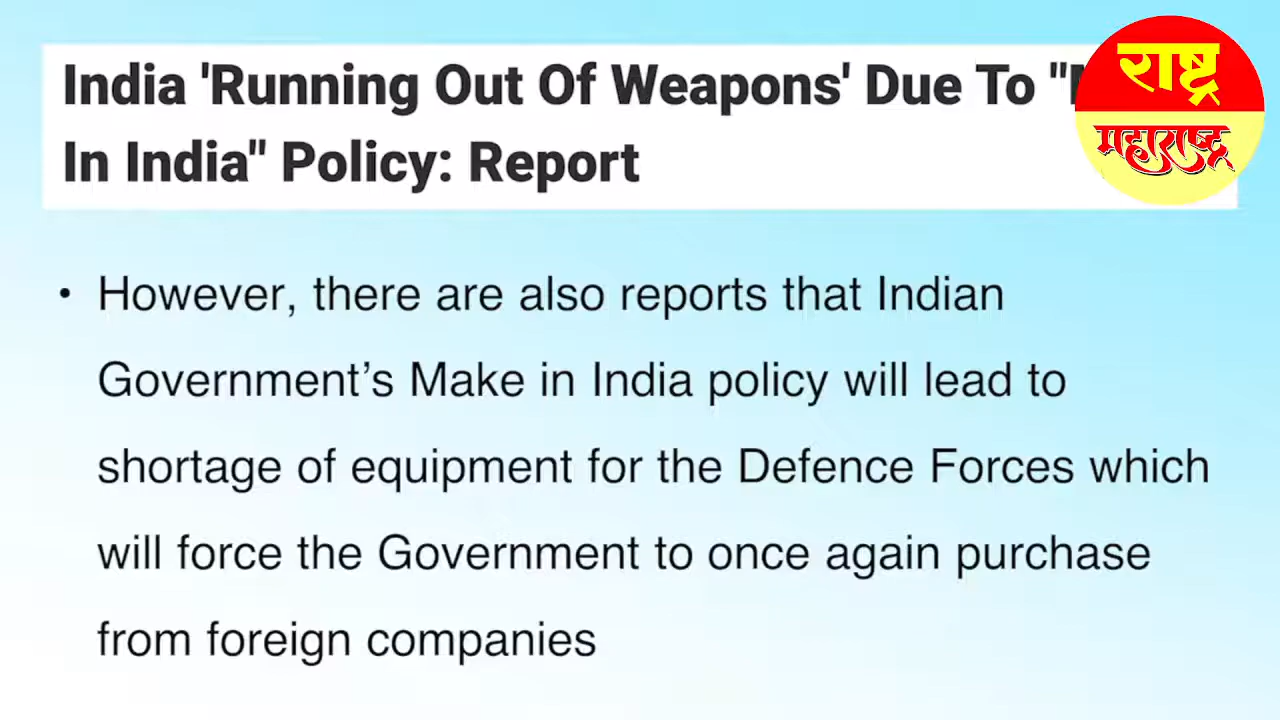 India 'Running Out Of Weapons' Due To "
In India" Policy: Report
राष्ट्र
महाराष्ट्र
• However, there are also reports that Indian
Government’s Make in India policy will lead to
shortage of equipment for the Defence Forces which
will force the Government to once again purchase
from foreign companies